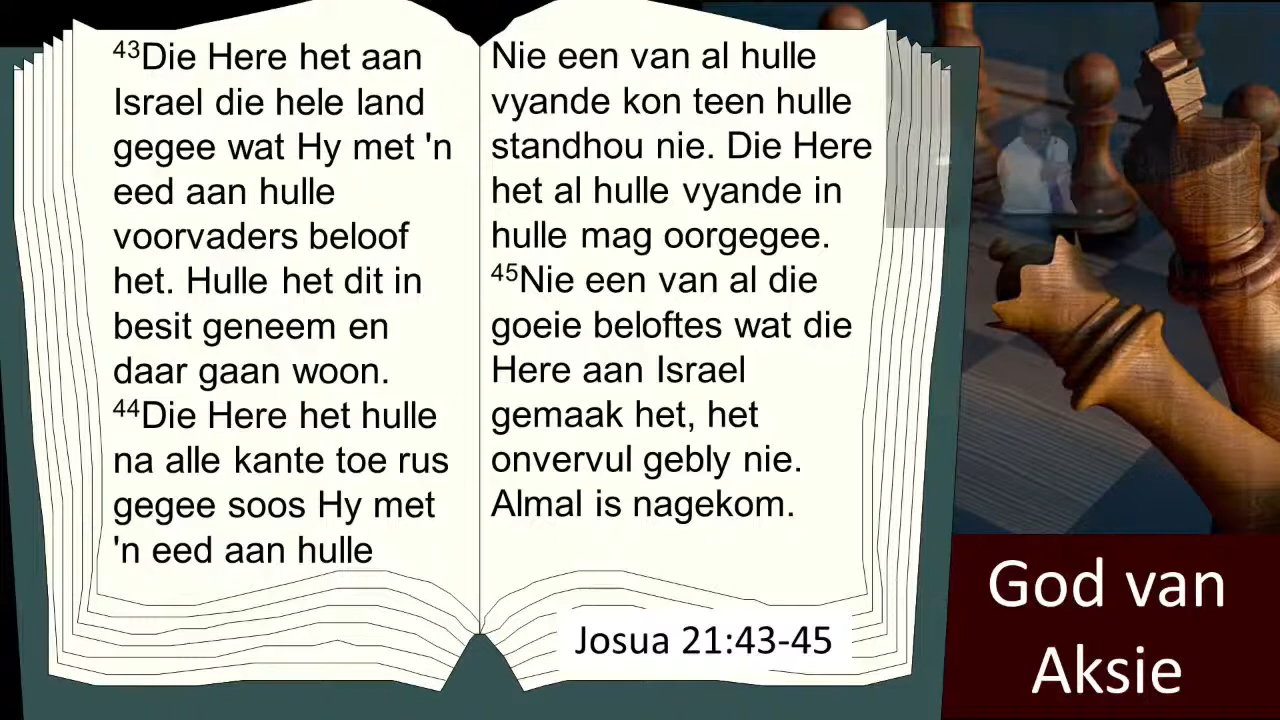 ⁴³Die Here het aan
Israel die hele land
gegee wat Hy met 'n
eed aan hulle
voorvaders beloof
het. Hulle het dit in
besit geneem en
daar gaan woon.
⁴⁴Die Here het hulle
na alle kante toe rus
gegee soos Hy met
'n eed aan hulle
Nie een van al hulle
vyande kon teen hulle
standhou nie. Die Here
het al hulle vyande in
hulle mag oorgegee.
⁴⁵Nie een van al die
goeie beloftes wat die
Here aan Israel
gemaak het, het
onvervul gebly nie.
Almal is nagekom.
Josua 21:43-45
God van
Aksie